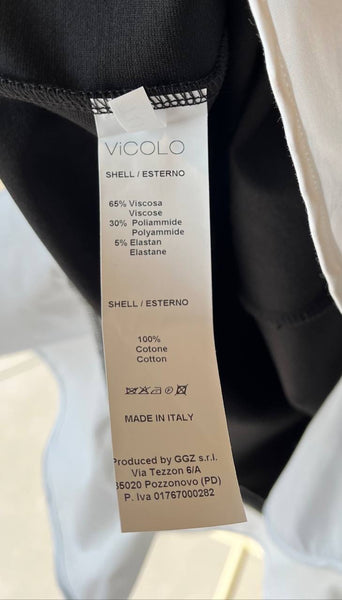 ViCOLO
SHELL / ESTERNO
65% Viscosa
Viscose
30% Poliammide
Polyammide
5% Elastan
Elastane
SHELL / ESTERNO
100%
Cotone
Cotton
MADE IN ITALY
Produced by GGZ s.r.l.
Via Tezzon 6/A
35020 Pozzonovo (PD)
P. Iva 01767000282